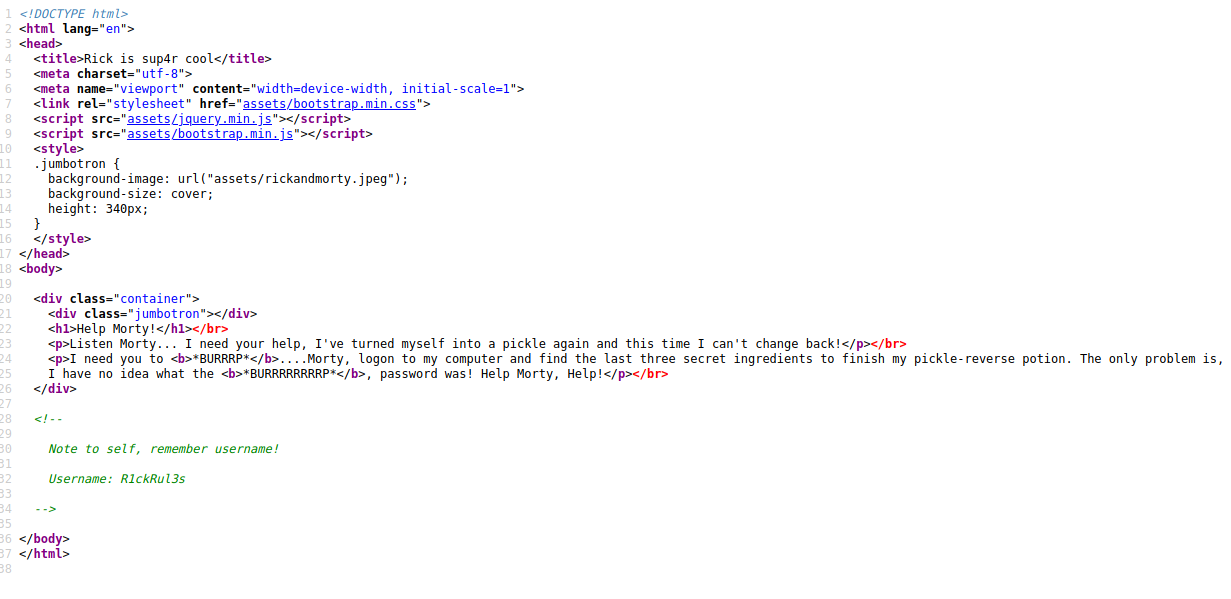 1 <!DOCTYPE html>
2 <html lang="en">
3 <head>
4   <title>Rick is sup4r cool</title>
5   <meta charset="utf-8">
6   <meta name="viewport" content="width=device-width, initial-scale=1">
7   <link rel="stylesheet" href="assets/bootstrap.min.css">
8   <script src="assets/jquery.min.js"></script>
9   <script src="assets/bootstrap.min.js"></script>
10   <style>
11   .jumbotron {
12     background-image: url("assets/rickandmorty.jpeg");
13     background-size: cover;
14     height: 340px;
15   }
16   </style>
17 </head>
18 <body>
19
20   <div class="container">
21     <div class="jumbotron"></div>
22     <h1>Help Morty!</h1></br>
23     <p>Listen Morty... I need your help, I've turned myself into a pickle again and this time I can't change back!</p></br>
24     <p>I need you to <b>*BURRRP*</b>....Morty, logon to my computer and find the last three secret ingredients to finish my pickle-reverse potion. The only problem is,
25     I have no idea what the <b>*BURRRRRRRRP*</b>, password was! Help Morty, Help!</p></br>
26   </div>
27
28   <!--
29
30     Note to self, remember username!
31
32     Username: R1ckRul3s
33
34   -->
35
36 </body>
37 </html>
38